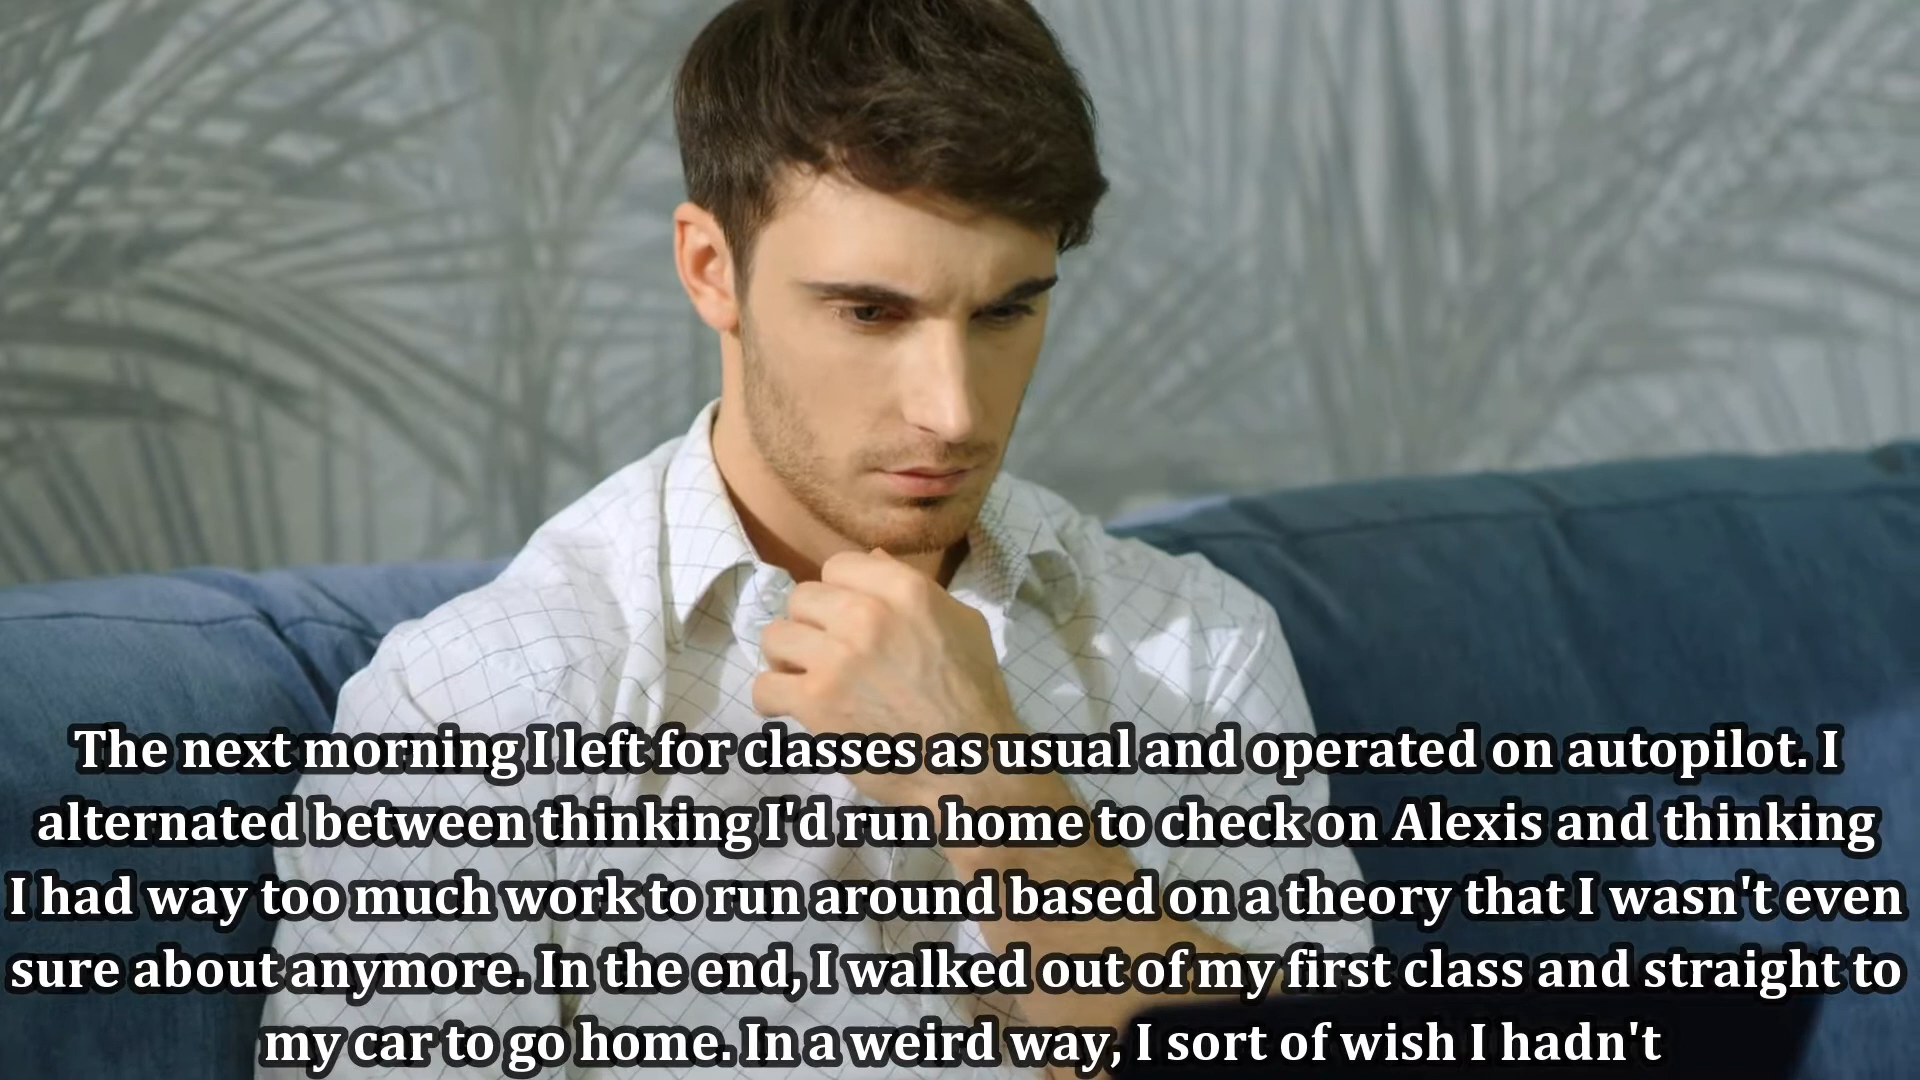 The next morning I left for classes as usual and operated on autopilot. I
alternated between thinking I'd run home to check on Alexis and thinking
I had way too much work to run around based on a theory that I wasn't even
sure about anymore. In the end, I walked out of my first class and straight to
my car to go home. In a weird way, I sort of wish I hadn't